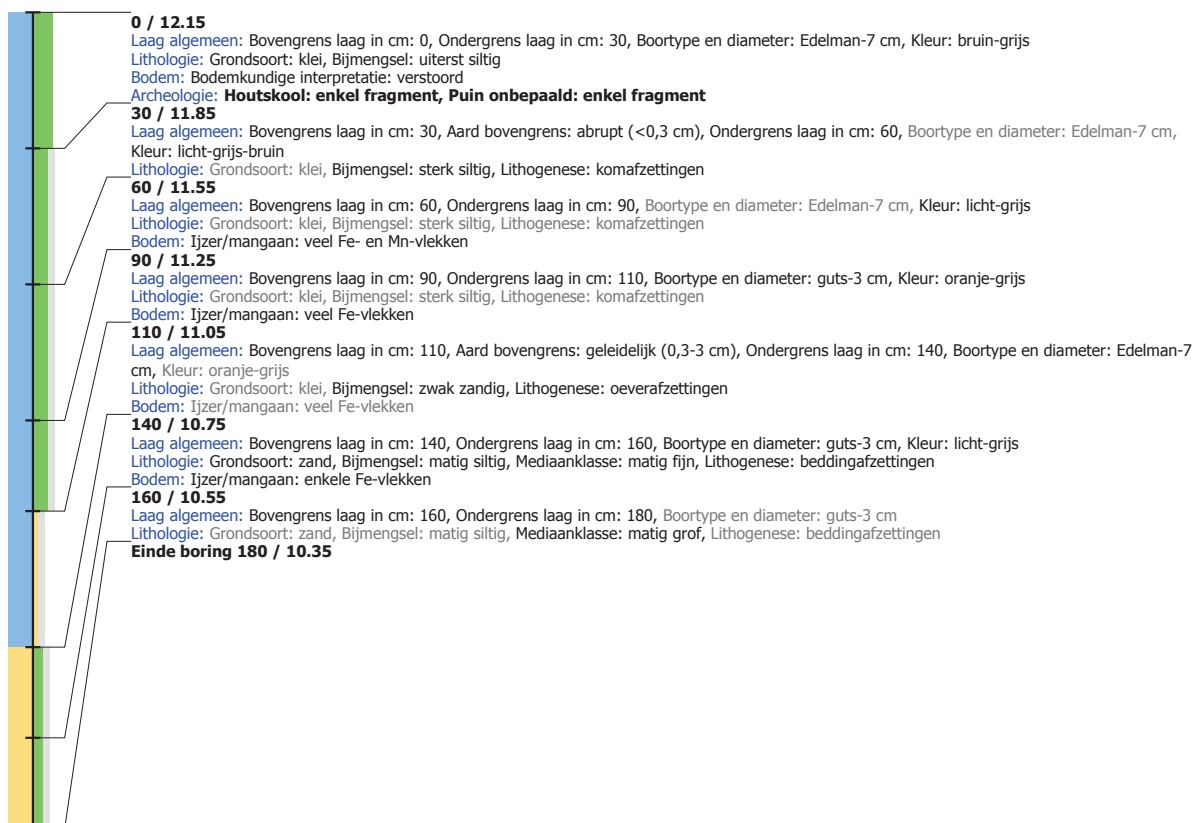 0 / 12.15
Laag algemeen: Bovengrens laag in cm: 0, Ondergrens laag in cm: 30, Boortype en diameter: Edelman-7 cm, Kleur: bruin-grijs
Lithologie: Grondsoort: klei, Bijmengsel: uiterst siltig
Bodem: Bodemkundige interpretatie: verstoord
Archeologie: Houtskool: enkel fragment, Puin onbepaald: enkel fragment
30 / 11.85
Laag algemeen: Bovengrens laag in cm: 30, Aard bovengrens: abrupt (<0,3 cm), Ondergrens laag in cm: 60, Boortype en diameter: Edelman-7 cm,
Kleur: licht-grijs-bruin
Lithologie: Grondsoort: klei, Bijmengsel: sterk siltig, Lithogenese: komafzettingen
60 / 11.55
Laag algemeen: Bovengrens laag in cm: 60, Ondergrens laag in cm: 90, Boortype en diameter: Edelman-7 cm, Kleur: licht-grijs
Lithologie: Grondsoort: klei, Bijmengsel: sterk siltig, Lithogenese: komafzettingen
Bodem: Ijzer/mangaan: veel Fe- en Mn-vlekken
90 / 11.25
Laag algemeen: Bovengrens laag in cm: 90, Ondergrens laag in cm: 110, Boortype en diameter: guts-3 cm, Kleur: oranje-grijs
Lithologie: Grondsoort: klei, Bijmengsel: sterk siltig, Lithogenese: komafzettingen
Bodem: Ijzer/mangaan: veel Fe-vlekken
110 / 11.05
Laag algemeen: Bovengrens laag in cm: 110, Aard bovengrens: geleidelijk (0,3-3 cm), Ondergrens laag in cm: 140, Boortype en diameter: Edelman-7
cm, Kleur: oranje-grijs
Lithologie: Grondsoort: klei, Bijmengsel: zwak zandig, Lithogenese: oeverafzettingen
Bodem: Ijzer/mangaan: veel Fe-vlekken
140 / 10.75
Laag algemeen: Bovengrens laag in cm: 140, Ondergrens laag in cm: 160, Boortype en diameter: guts-3 cm, Kleur: licht-grijs
Lithologie: Grondsoort: zand, Bijmengsel: matig siltig, Mediaanklasse: matig fijn, Lithogenese: beddingafzettingen
Bodem: Ijzer/mangaan: enkele Fe-vlekken
160 / 10.55
Laag algemeen: Bovengrens laag in cm: 160, Ondergrens laag in cm: 180, Boortype en diameter: guts-3 cm
Lithologie: Grondsoort: zand, Bijmengsel: matig siltig, Mediaanklasse: matig grof, Lithogenese: beddingafzettingen
Einde boring 180 / 10.35